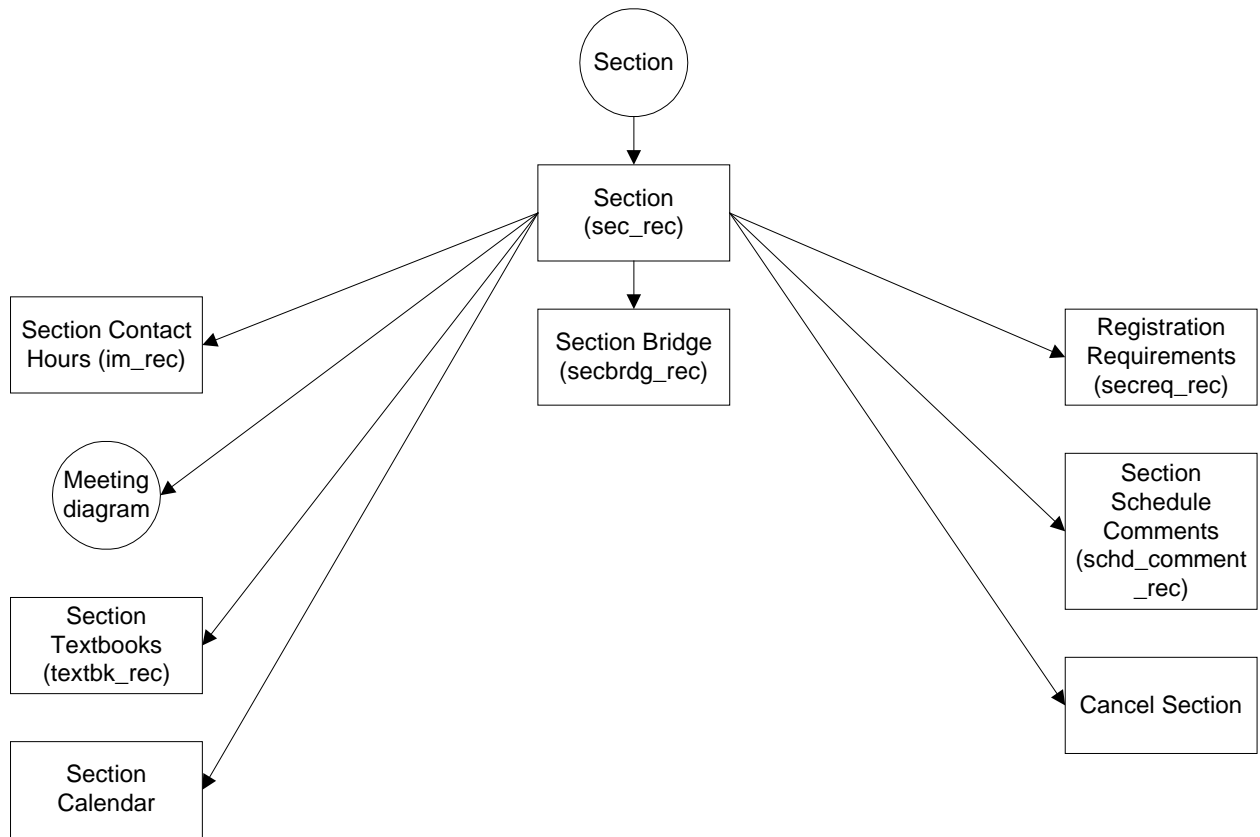 Section
Section
(sec_rec)
Section Contact
Hours (im_rec)
Section Bridge
(secbrdg_rec)
Registration
Requirements
(secreq_rec)
Meeting
diagram
Section
Schedule
Comments
(schd_comment
_rec)
Section
Textbooks
(textbk_rec)
Cancel Section
Section
Calendar